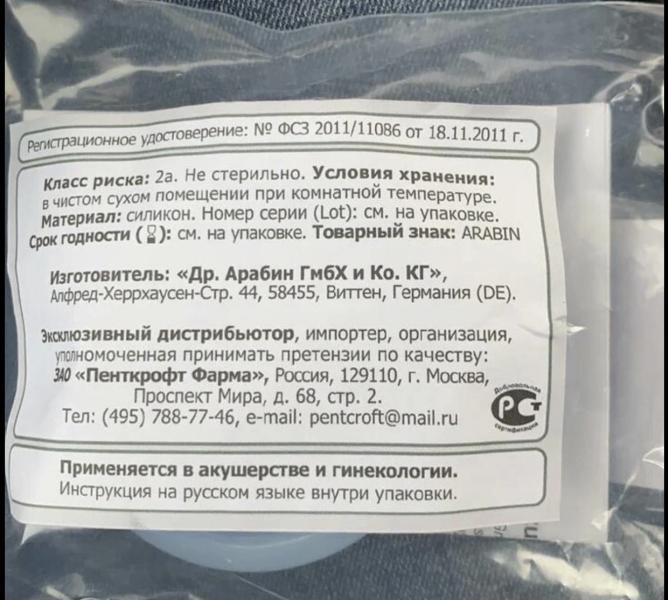 Регистрационное удостоверение: № ФСЗ 2011/11086 от 18.11.2011 г.
Класс риска: 2а. Не стерильно. Условия хранения:
в чистом сухом помещении при комнатной температуре.
Материал: силикон. Номер серии (Lot): см. на упаковке.
Срок годности (⌛): см. на упаковке. Товарный знак: ARABIN
Изготовитель: «Др. Арабин ГмбХ и Ко. КГ»,
Алфред-Херрхаусен-Стр. 44, 58455, Виттен, Германия (DE).
Эксклюзивный дистрибьютор, импортер, организация,
уполномоченная принимать претензии по качеству:
ЗАО «Пенткрофт Фарма», Россия, 129110, г. Москва,
Проспект Мира, д. 68, стр. 2.
Тел: (495) 788-77-46, e-mail: pentcroft@mail.ru
Добровольная
РСТ
сертификация
Применяется в акушерстве и гинекологии.
Инструкция на русском языке внутри упаковки.